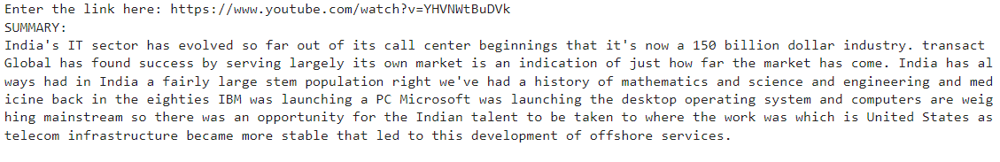 Enter the link here: https://www.youtube.com/watch?v=YHVNWtBuDVk
SUMMARY:
India's IT sector has evolved so far out of its call center beginnings that it's now a 150 billion dollar industry. transact
Global has found success by serving largely its own market is an indication of just how far the market has come. India has al
ways had in India a fairly large stem population right we've had a history of mathematics and science and engineering and med
icine back in the eighties IBM was launching a PC Microsoft was launching the desktop operating system and computers are weig
hing mainstream so there was an opportunity for the Indian talent to be taken to where the work was which is United States as
telecom infrastructure became more stable that led to this development of offshore services.